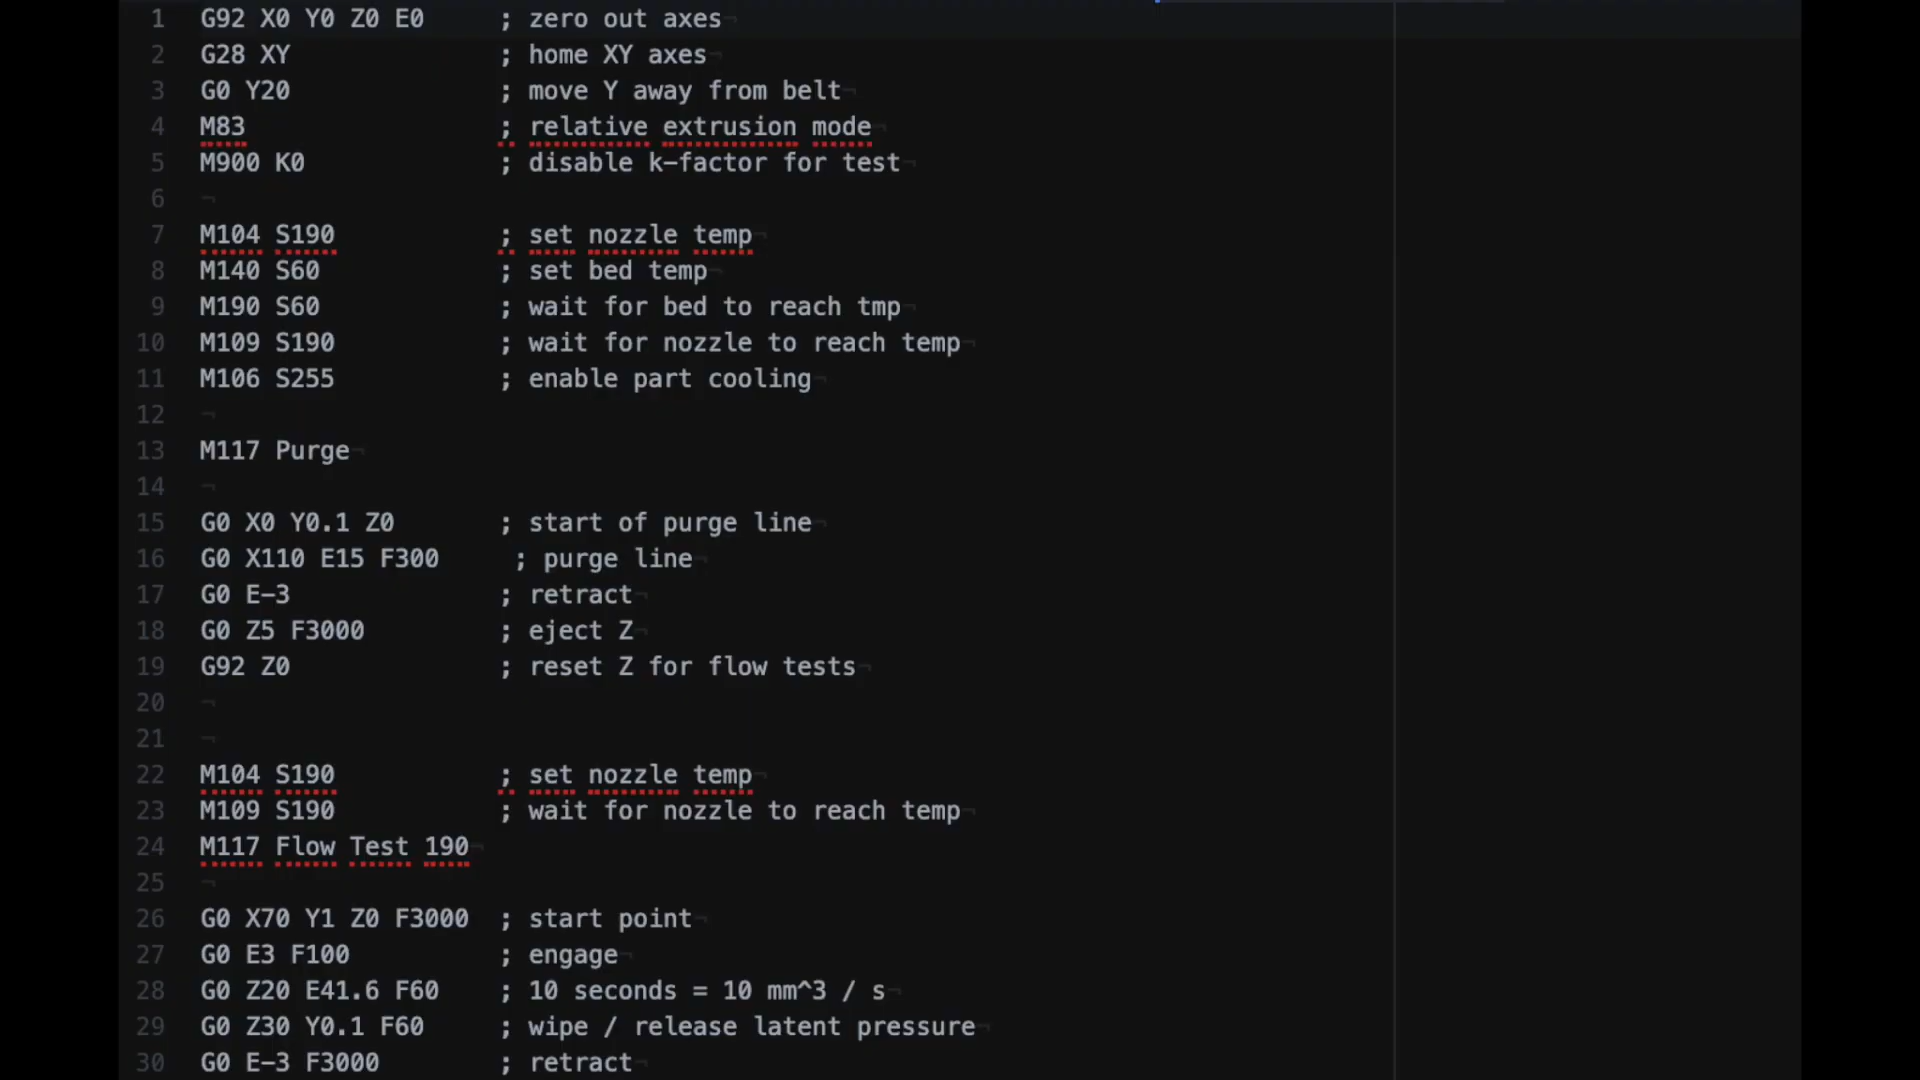 1 G92 X0 Y0 Z0 E0 ; zero out axes
2 G28 XY ; home XY axes
3 G0 Y20 ; move Y away from belt
4 M83 ; relative extrusion mode
5 M900 K0 ; disable k-factor for test
6
7 M104 S190 ; set nozzle temp
8 M140 S60 ; set bed temp
9 M190 S60 ; wait for bed to reach tmp
10 M109 S190 ; wait for nozzle to reach temp
11 M106 S255 ; enable part cooling
12
13 M117 Purge
14
15 G0 X0 Y0.1 Z0 ; start of purge line
16 G0 X110 E15 F300 ; purge line
17 G0 E-3 ; retract
18 G0 Z5 F3000 ; eject Z
19 G92 Z0 ; reset Z for flow tests
20
21
22 M104 S190 ; set nozzle temp
23 M109 S190 ; wait for nozzle to reach temp
24 M117 Flow Test 190
25
26 G0 X70 Y1 Z0 F3000 ; start point
27 G0 E3 F100 ; engage
28 G0 Z20 E41.6 F60 ; 10 seconds = 10 mm^3 / s
29 G0 Z30 Y0.1 F60 ; wipe / release latent pressure
30 G0 E-3 F3000 ; retract